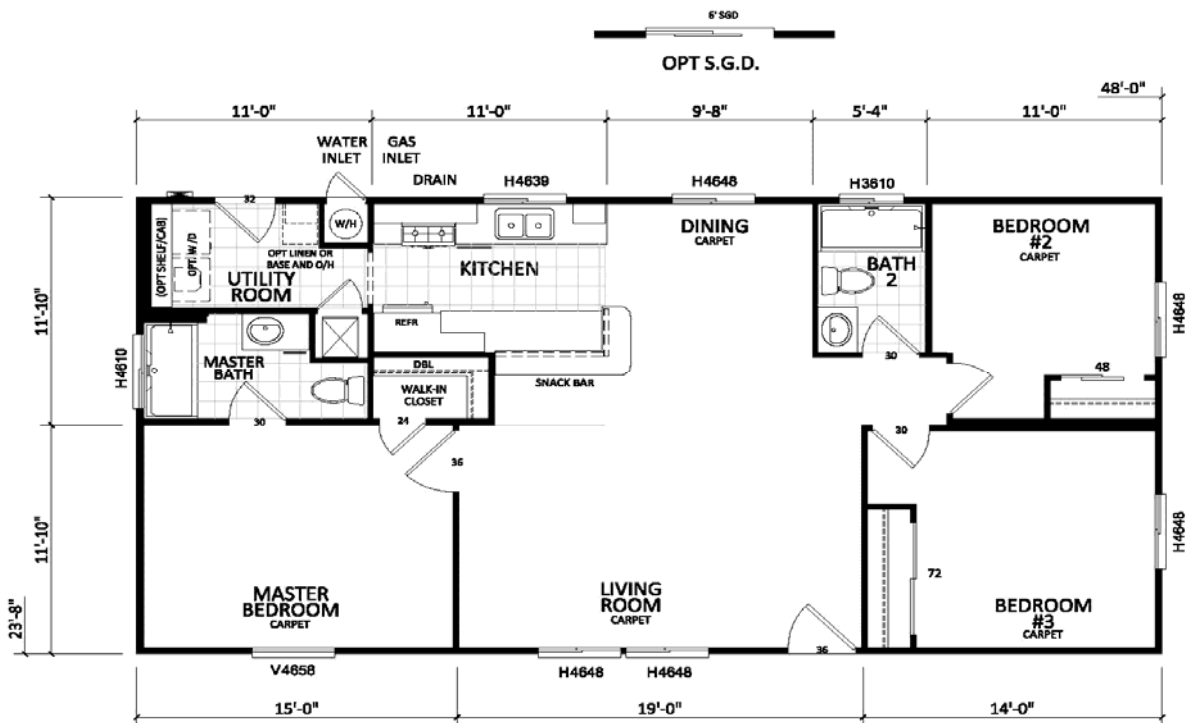 6' SGD
OPT S.G.D.
48'-0"
11'-0"
11'-0"
9'-8"
5'-4"
11'-0"
WATER
INLET
GAS
INLET
DRAIN
H4639
H4648
H3610
32
W/H
(OPT SHELF/CAB)
OPT. W/D
OPT LINEN OR
BASE AND O/H
UTILITY
ROOM
KITCHEN
DINING
CARPET
BATH
2
BEDROOM
#2
CARPET
11'-10"
H4648
REFR
H4610
MASTER
BATH
DBL
WALK-IN
CLOSET
SNACK BAR
30
48
30
24
30
36
11'-10"
H4648
72
MASTER
BEDROOM
CARPET
LIVING
ROOM
CARPET
BEDROOM
#3
CARPET
23'-8"
36
V4658
H4648
H4648
15'-0"
19'-0"
14'-0"